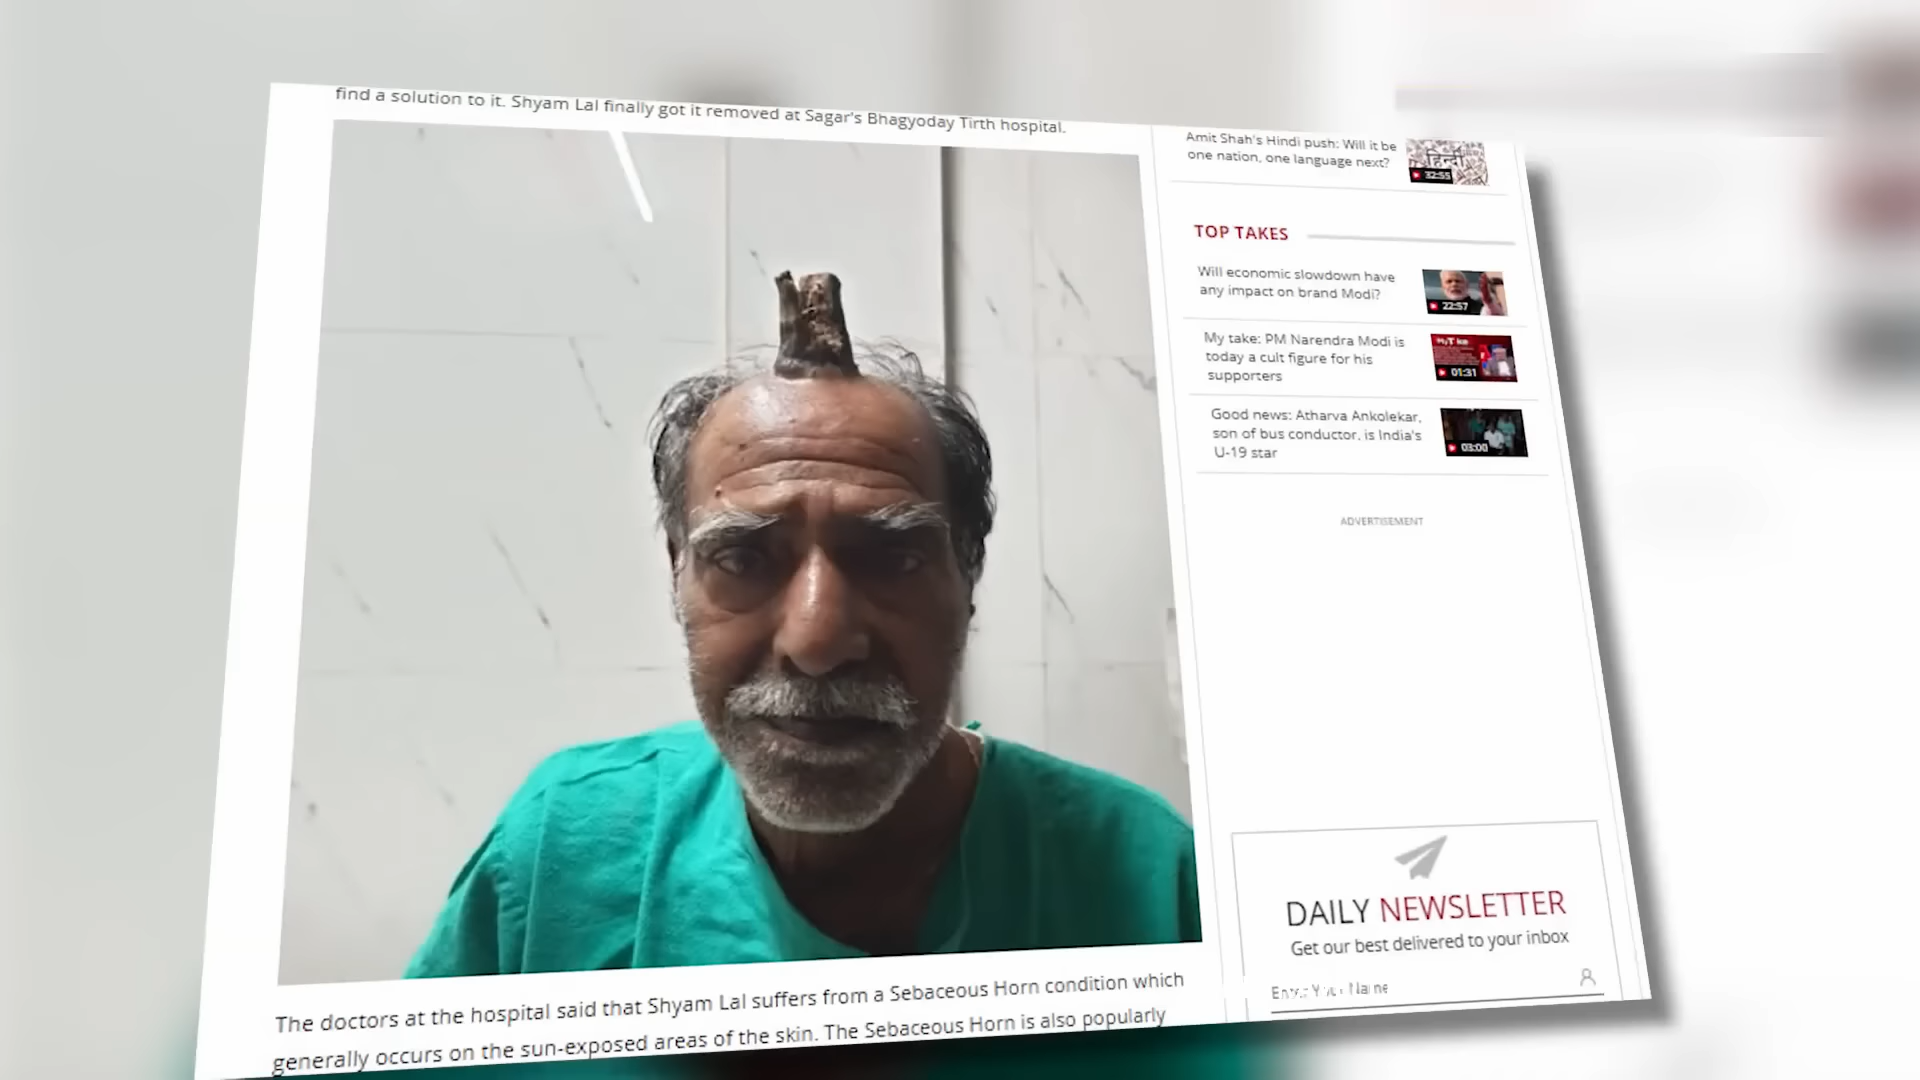 find a solution to it. Shyam Lal finally got it removed at Sagar's Bhagyoday Tirth hospital.
The doctors at the hospital said that Shyam Lal suffers from a Sebaceous Horn condition which
generally occurs on the sun-exposed areas of the skin. The Sebaceous Horn is also popularly
Amit Shah's Hindi push: Will it be
one nation, one language next?
हिन्दी
32:55
TOP TAKES
Will economic slowdown have
any impact on brand Modi?
22:57
My take: PM Narendra Modi is
today a cult figure for his
supporters
01:31
Good news: Atharva Ankolekar,
son of bus conductor, is India's
U-19 star
03:00
ADVERTISEMENT
DAILY NEWSLETTER
Get our best delivered to your inbox
Enter Your Name